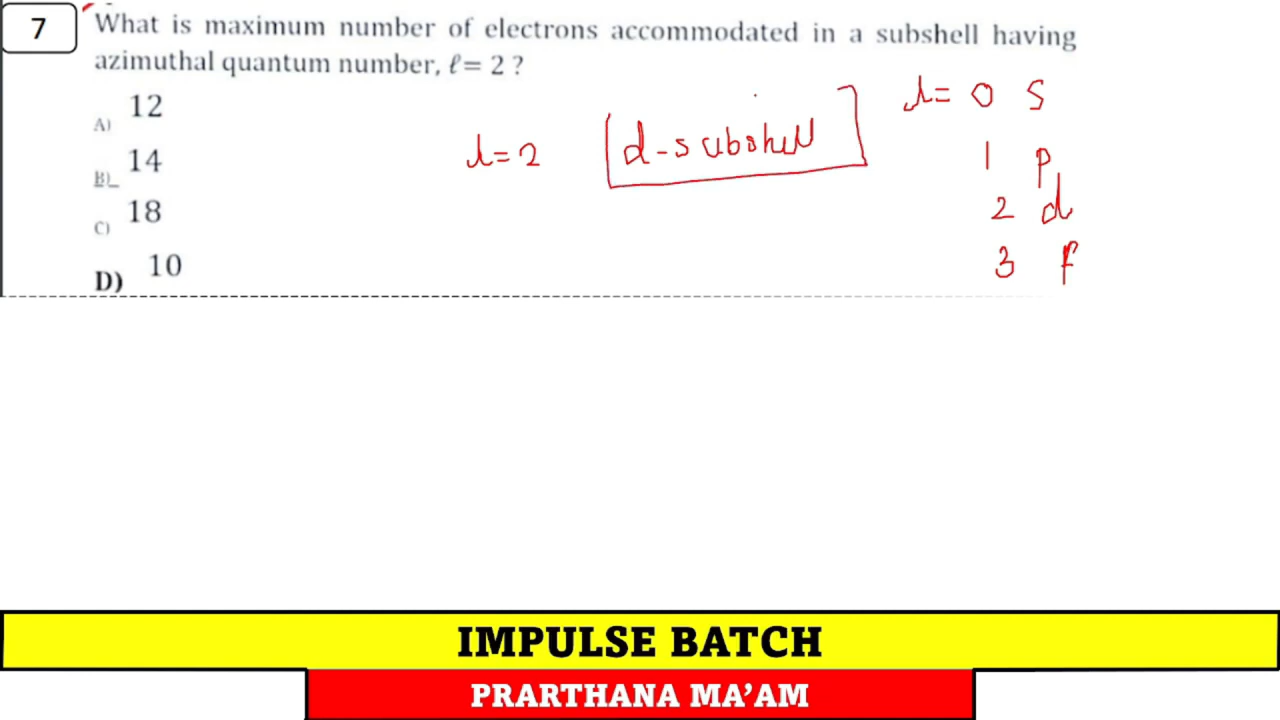 7
What is maximum number of electrons accommodated in a subshell having
azimuthal quantum number, ℓ= 2 ?
A) 12
B) 14
C) 18
D) 10
l=2 d-subshell
l= 0 s
1 p
2 d
3 f
IMPULSE BATCH
PRARTHANA MA'AM